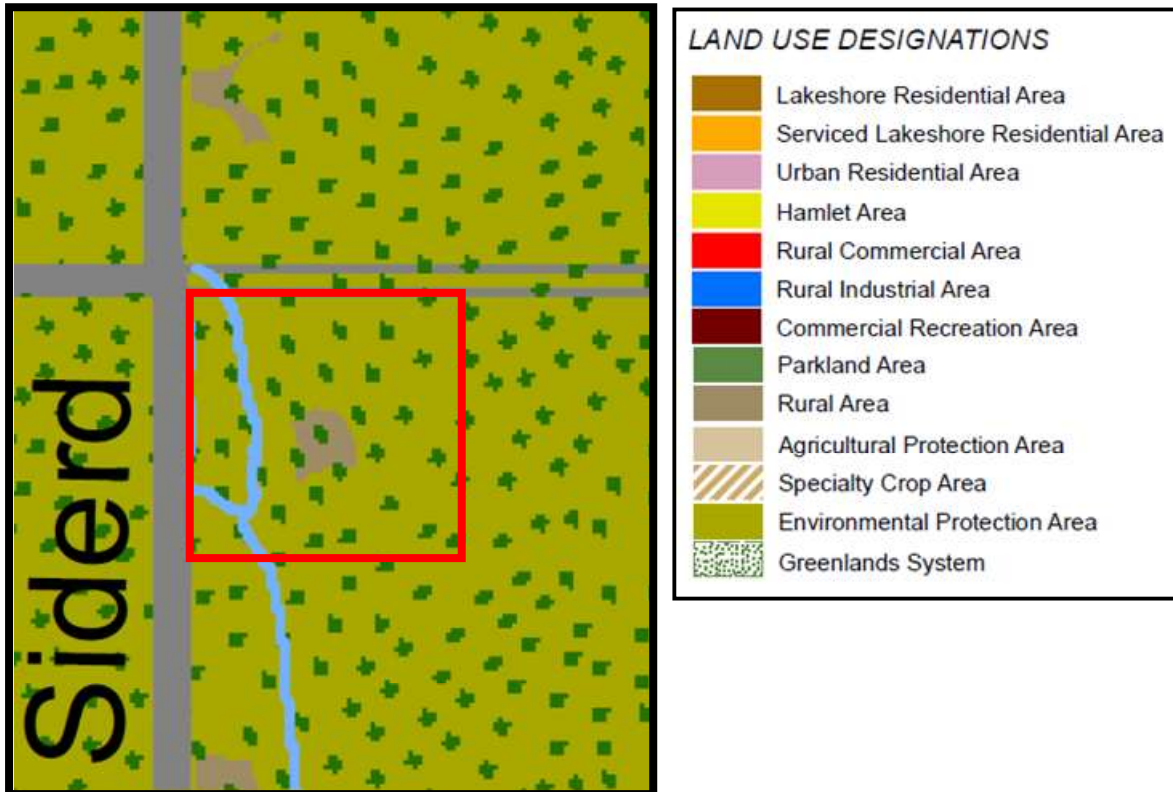 Siderd
LAND USE DESIGNATIONS
Lakeshore Residential Area
Serviced Lakeshore Residential Area
Urban Residential Area
Hamlet Area
Rural Commercial Area
Rural Industrial Area
Commercial Recreation Area
Parkland Area
Rural Area
Agricultural Protection Area
Specialty Crop Area
Environmental Protection Area
Greenlands System